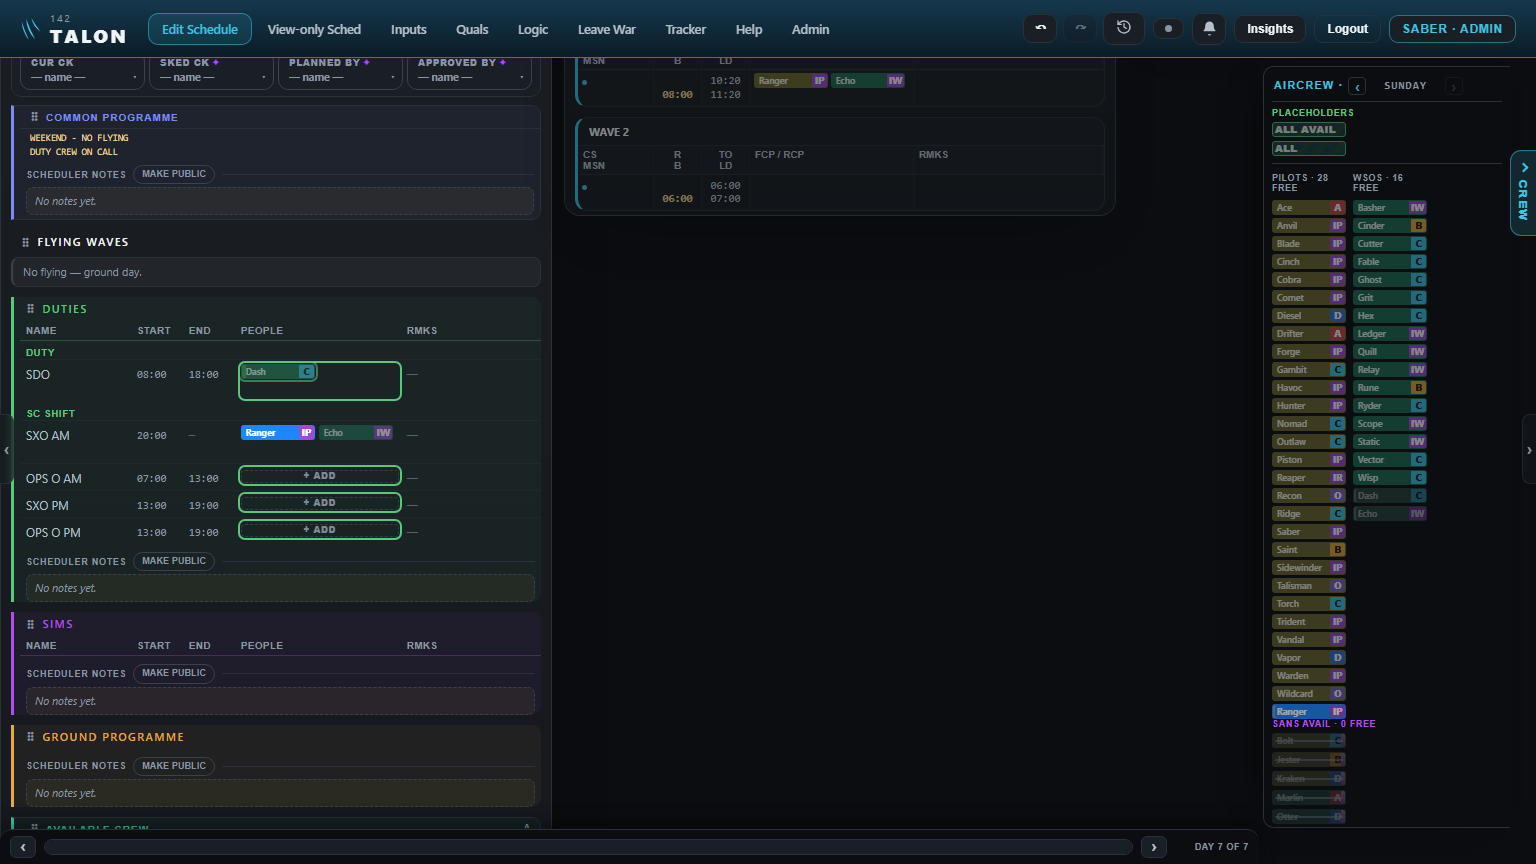 142
TALON
Edit Schedule
View-only Sched
Inputs
Quals
Logic
Leave War
Tracker
Help
Admin
Insights
Logout
SABER · ADMIN
CUR CK
SKED CK
PLANNED BY
APPROVED BY
— name —
— name —
— name —
— name —
COMMON PROGRAMME
WEEKEND - NO FLYING
DUTY CREW ON CALL
SCHEDULER NOTES
MAKE PUBLIC
No notes yet.
FLYING WAVES
No flying — ground day.
DUTIES
NAME START END PEOPLE RMKS
DUTY
SDO 08:00 18:00 Dash C —
SC SHIFT
SXO AM 20:00 – Ranger IP Echo IW —
OPS O AM 07:00 13:00 + ADD —
SXO PM 13:00 19:00 + ADD —
OPS O PM 13:00 19:00 + ADD —
SCHEDULER NOTES
MAKE PUBLIC
No notes yet.
SIMS
NAME START END PEOPLE RMKS
SCHEDULER NOTES
MAKE PUBLIC
No notes yet.
GROUND PROGRAMME
SCHEDULER NOTES
MAKE PUBLIC
No notes yet.
AVAILABLE CREW
MSN B LD
10:20 Ranger IP Echo IW
08:00 11:20
WAVE 2
CS R TO FCP / RCP RMKS
MSN B LD
06:00
06:00 07:00
AIRCREW ·
SUNDAY
PLACEHOLDERS
ALL AVAIL
ALL
PILOTS · 28 FREE
Ace A
Anvil IP
Blade IP
Cinch IP
Cobra IP
Comet IP
Diesel D
Drifter A
Forge IP
Gambit C
Havoc IP
Hunter IP
Nomad C
Outlaw C
Piston IP
Reaper IR
Recon O
Ridge C
Saber IP
Saint B
Sidewinder IP
Talisman O
Torch C
Trident IP
Vandal IP
Vapor D
Warden IP
Wildcard O
Ranger IP
WSOS · 16 FREE
Basher IW
Cinder B
Cutter C
Fable C
Ghost C
Grit C
Hex C
Ledger IW
Quill IW
Relay IW
Rune B
Ryder C
Scope IW
Static IW
Vector C
Wisp C
Dash C
Echo IW
SANS AVAIL · 0 FREE
Bolt C
Jester B
Kraken D
Marlin A
Otter D
CREW
DAY 7 OF 7